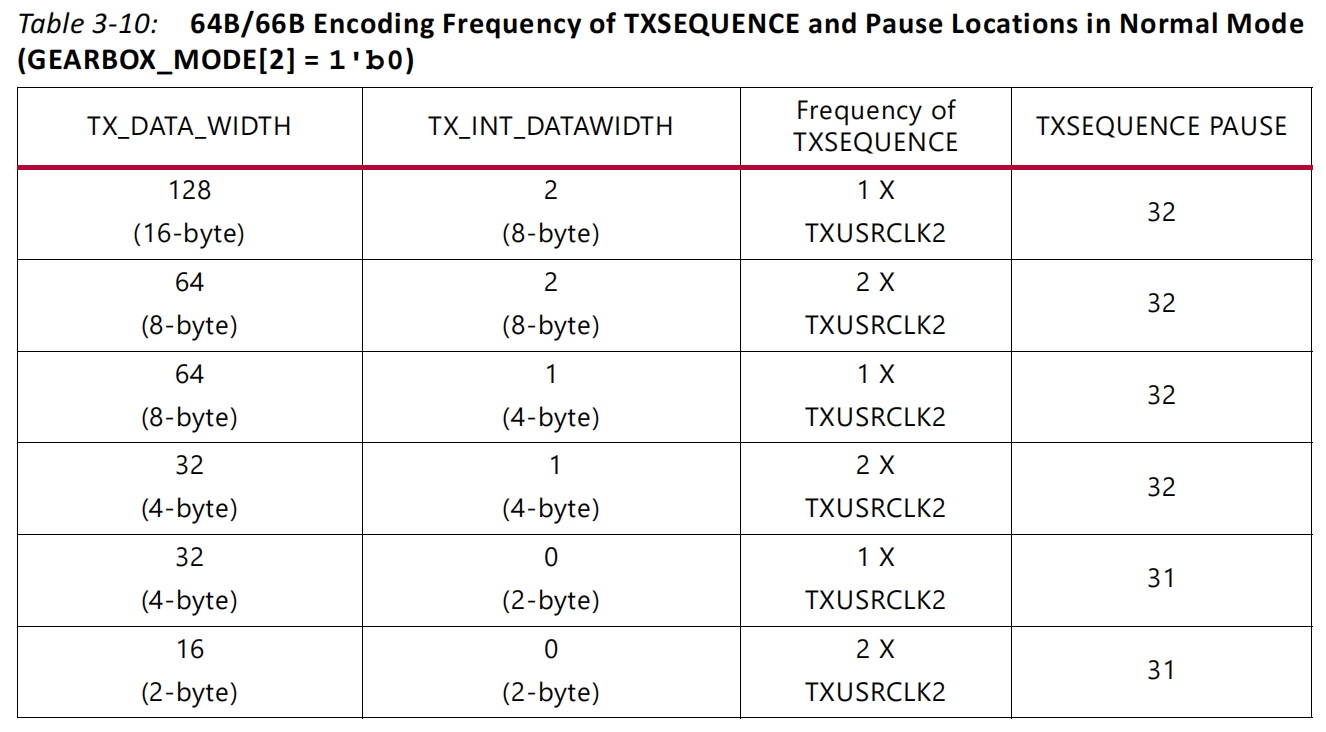 Table 3-10: 64B/66B Encoding Frequency of TXSEQUENCE and Pause Locations in Normal Mode
(GEARBOX_MODE[2] = 1'b0)
TX_DATA_WIDTH TX_INT_DATAWIDTH Frequency of TXSEQUENCE TXSEQUENCE PAUSE
128 2 1 X 32
(16-byte) (8-byte) TXUSRCLK2
64 2 2 X 32
(8-byte) (8-byte) TXUSRCLK2
64 1 1 X 32
(8-byte) (4-byte) TXUSRCLK2
32 1 2 X 32
(4-byte) (4-byte) TXUSRCLK2
32 0 1 X 31
(4-byte) (2-byte) TXUSRCLK2
16 0 2 X 31
(2-byte) (2-byte) TXUSRCLK2